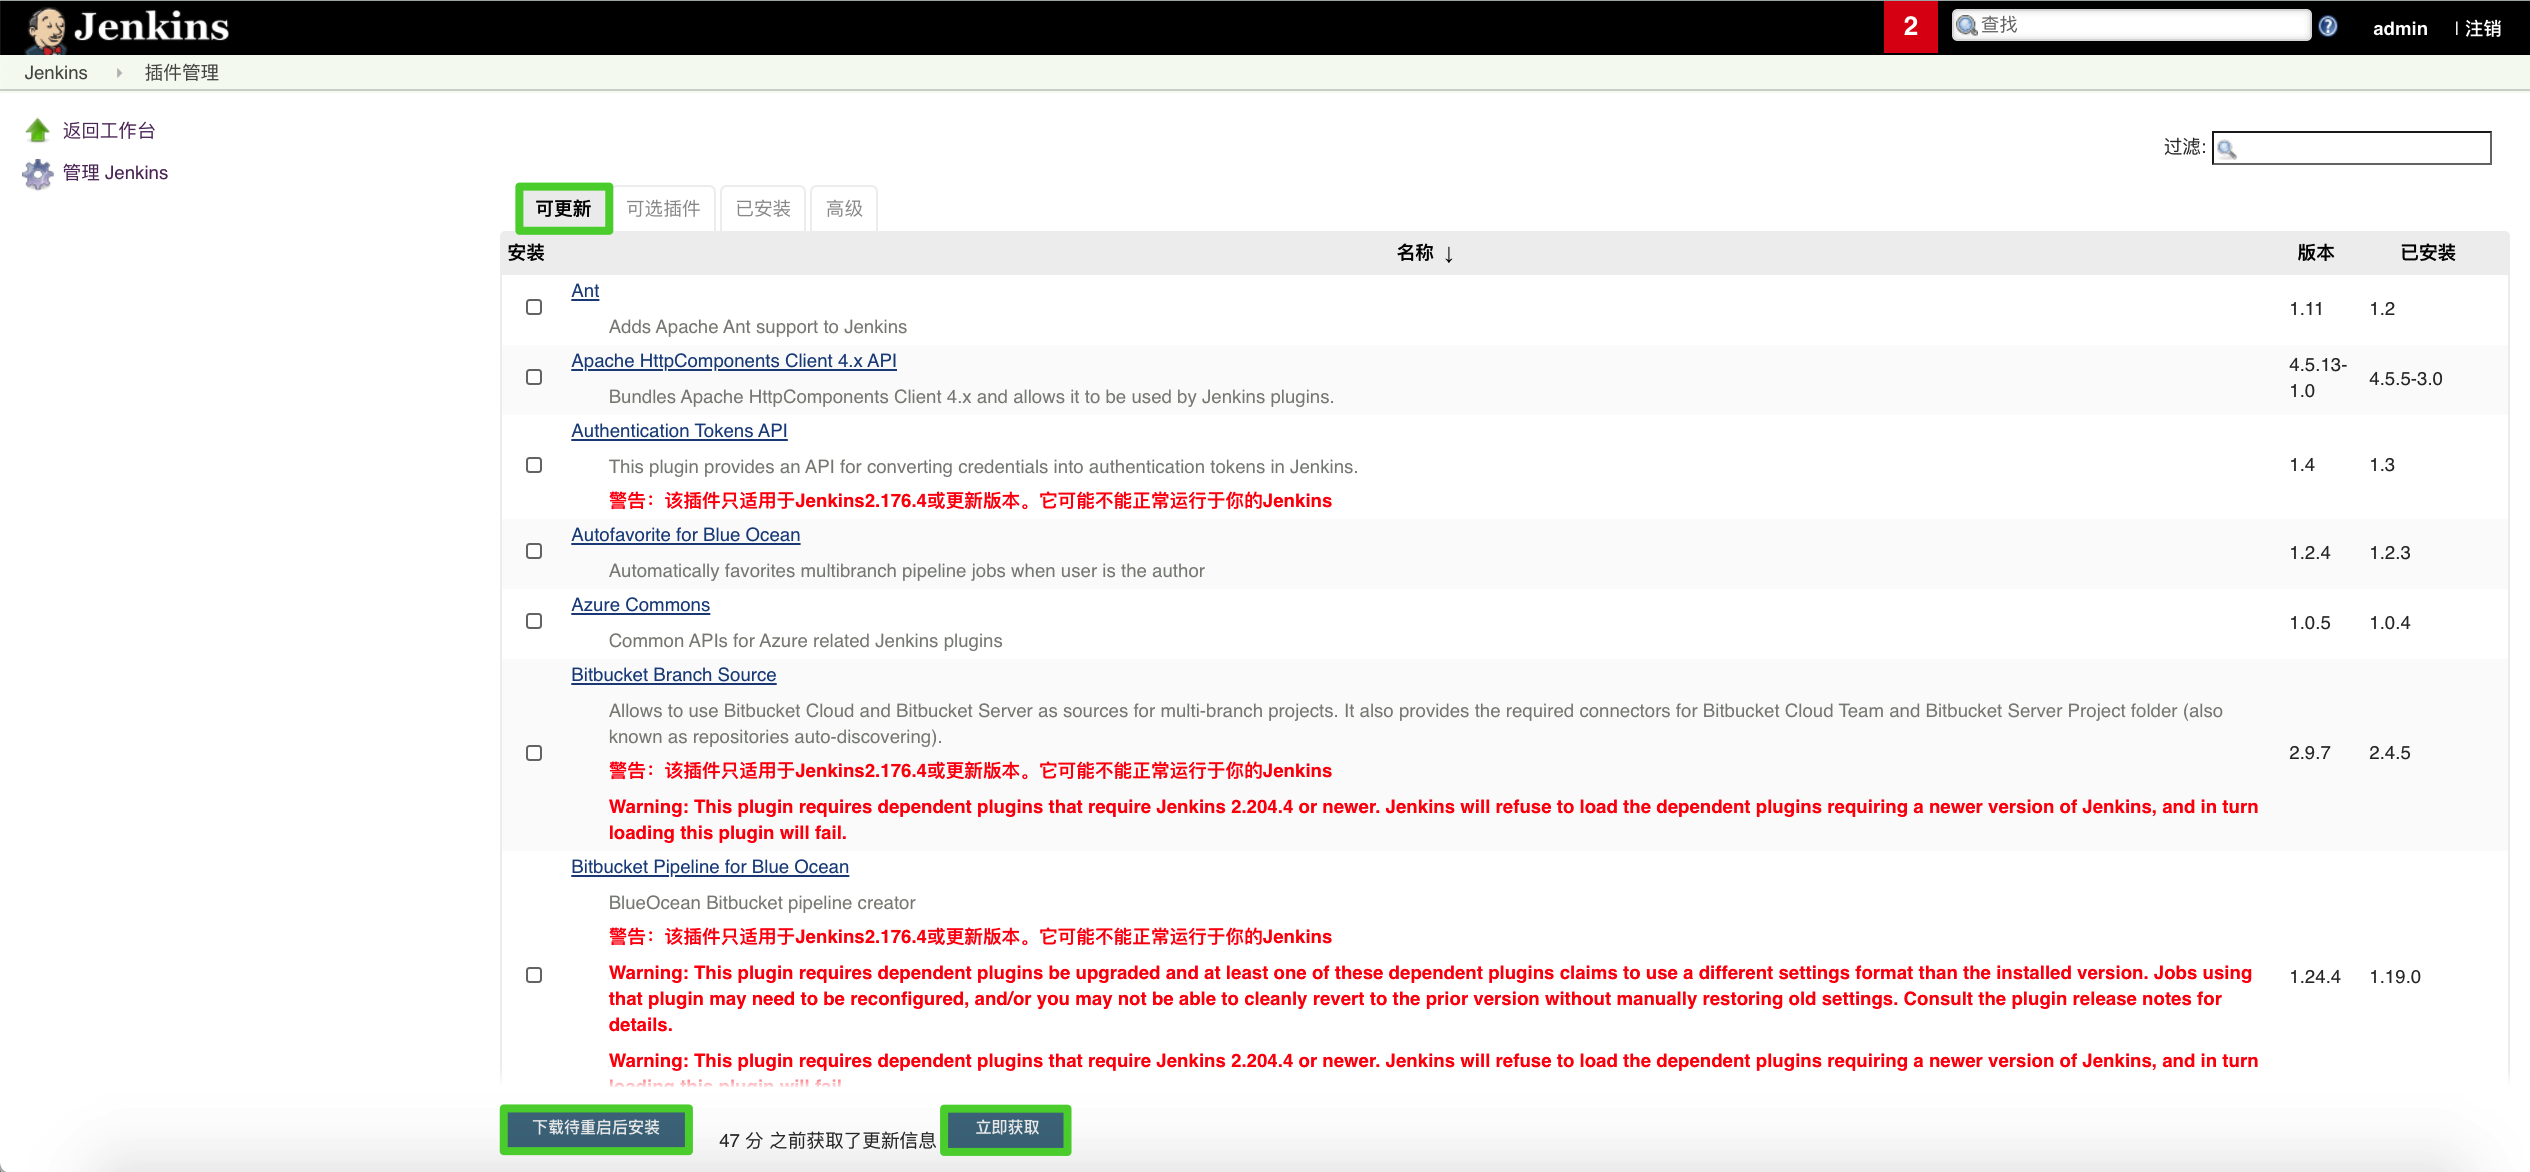 Jenkins
2
查找
admin
| 注销
Jenkins
插件管理
返回工作台
管理 Jenkins
过滤:
可更新
可选插件
已安装
高级
安装
名称 ↓
版本
已安装
Ant
Adds Apache Ant support to Jenkins
1.11
1.2
Apache HttpComponents Client 4.x API
Bundles Apache HttpComponents Client 4.x and allows it to be used by Jenkins plugins.
4.5.13-
1.0
4.5.5-3.0
Authentication Tokens API
This plugin provides an API for converting credentials into authentication tokens in Jenkins.
警告：该插件只适用于Jenkins2.176.4或更新版本。它可能不能正常运行于你的Jenkins
1.4
1.3
Autofavorite for Blue Ocean
Automatically favorites multibranch pipeline jobs when user is the author
1.2.4
1.2.3
Azure Commons
Common APIs for Azure related Jenkins plugins
1.0.5
1.0.4
Bitbucket Branch Source
Allows to use Bitbucket Cloud and Bitbucket Server as sources for multi-branch projects. It also provides the required connectors for Bitbucket Cloud Team and Bitbucket Server Project folder (also
known as repositories auto-discovering).
警告：该插件只适用于Jenkins2.176.4或更新版本。它可能不能正常运行于你的Jenkins
Warning: This plugin requires dependent plugins that require Jenkins 2.204.4 or newer. Jenkins will refuse to load the dependent plugins requiring a newer version of Jenkins, and in turn
loading this plugin will fail.
2.9.7
2.4.5
Bitbucket Pipeline for Blue Ocean
BlueOcean Bitbucket pipeline creator
警告：该插件只适用于Jenkins2.176.4或更新版本。它可能不能正常运行于你的Jenkins
Warning: This plugin requires dependent plugins be upgraded and at least one of these dependent plugins claims to use a different settings format than the installed version. Jobs using
that plugin may need to be reconfigured, and/or you may not be able to cleanly revert to the prior version without manually restoring old settings. Consult the plugin release notes for
details.
Warning: This plugin requires dependent plugins that require Jenkins 2.204.4 or newer. Jenkins will refuse to load the dependent plugins requiring a newer version of Jenkins, and in turn
loading this plugin will fail.
1.24.4
1.19.0
下载待重启后安装
47 分 之前获取了更新信息
立即获取